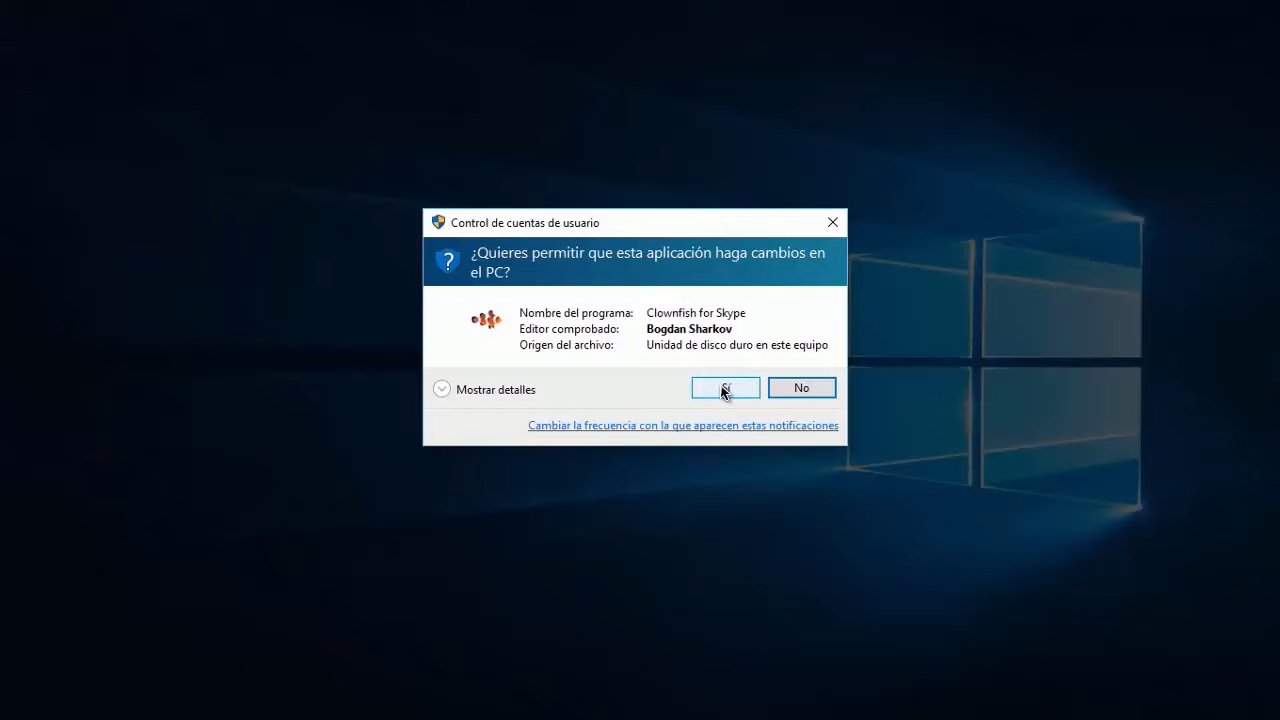 Control de cuentas de usuario
¿Quieres permitir que esta aplicación haga cambios en
el PC?
Nombre del programa: Clownfish for Skype
Editor comprobado: Bogdan Sharkov
Origen del archivo: Unidad de disco duro en este equipo
Mostrar detalles
Sí No
Cambiar la frecuencia con la que aparecen estas notificaciones